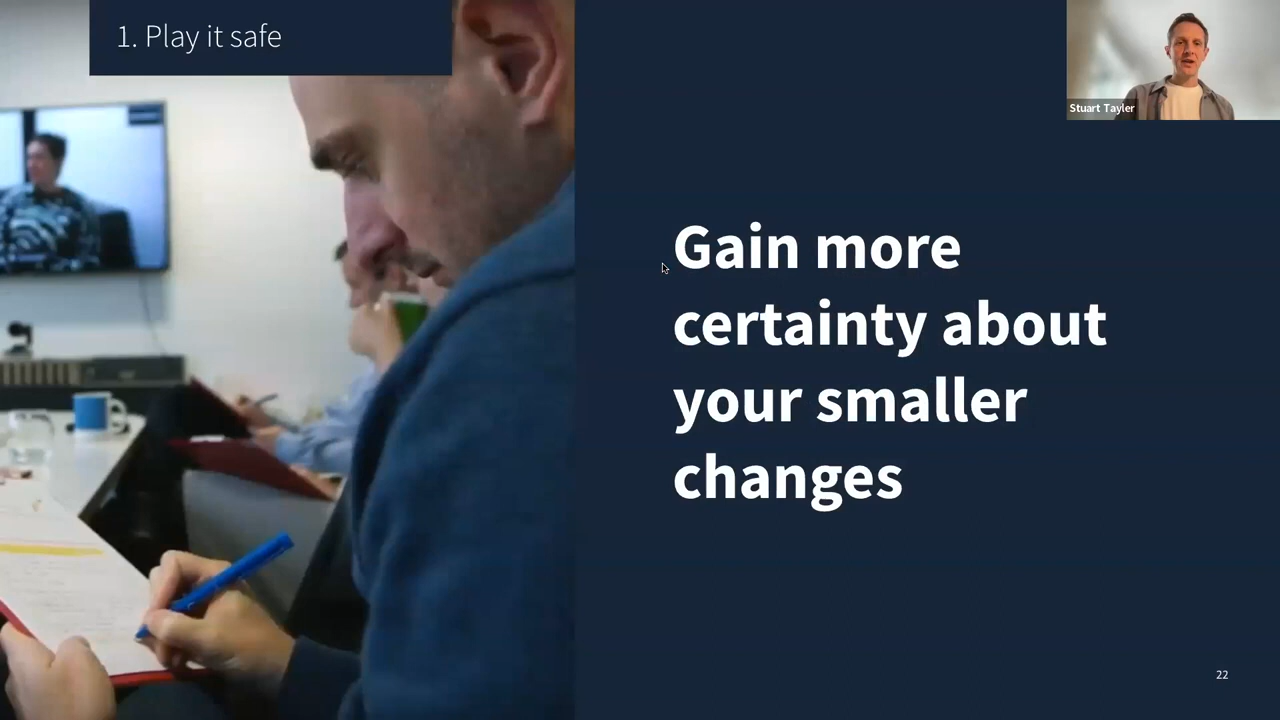 1. Play it safe
Stuart Tayler
Gain more
certainty about
your smaller
changes
22